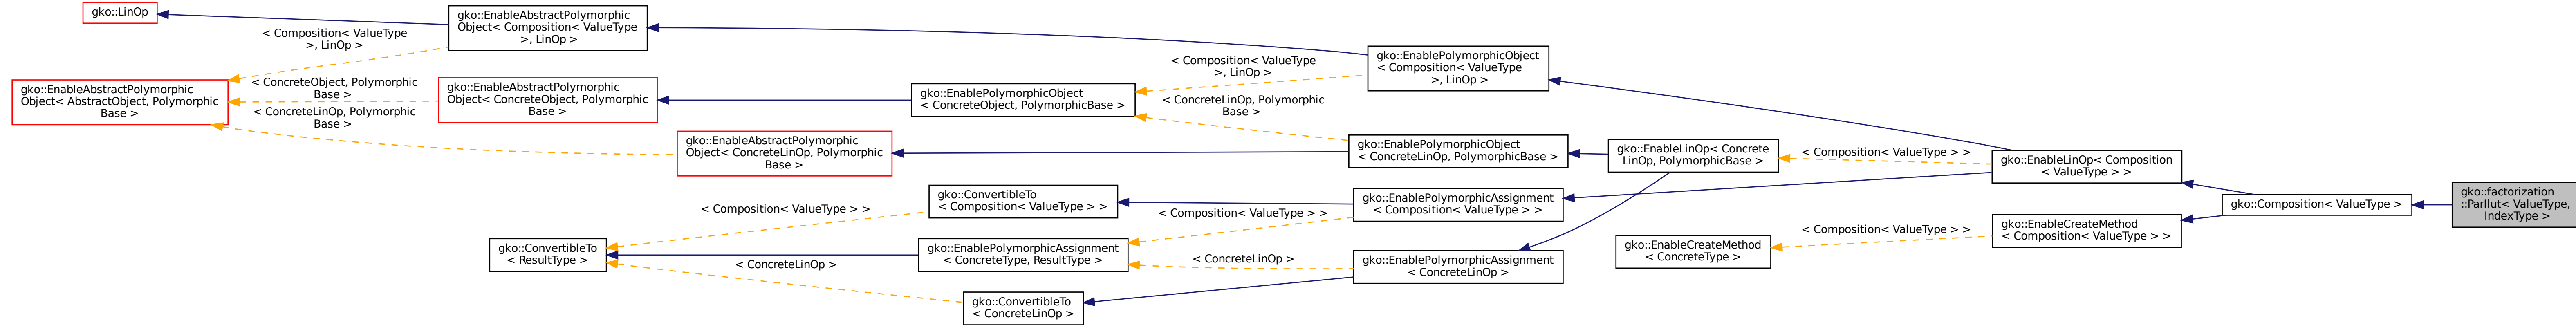 gko::LinOp
< Composition< ValueType
>, LinOp >
gko::EnableAbstractPolymorphic
Object< AbstractObject, Polymorphic
Base >
< ConcreteObject, Polymorphic
Base >
< ConcreteLinOp, Polymorphic
Base >
gko::EnableAbstractPolymorphic
Object< Composition< ValueType
>, LinOp >
gko::EnableAbstractPolymorphic
Object< ConcreteObject, Polymorphic
Base >
gko::EnableAbstractPolymorphic
Object< ConcreteLinOp, Polymorphic
Base >
gko::ConvertibleTo
< ResultType >
< Composition< ValueType > >
< ConcreteLinOp >
gko::EnablePolymorphicObject
< ConcreteObject, PolymorphicBase >
gko::ConvertibleTo
< Composition< ValueType > >
gko::EnablePolymorphicAssignment
< ConcreteType, ResultType >
gko::ConvertibleTo
< ConcreteLinOp >
< Composition< ValueType
>, LinOp >
< ConcreteLinOp, Polymorphic
Base >
< Composition< ValueType > >
< ConcreteLinOp >
gko::EnablePolymorphicObject
< Composition< ValueType
>, LinOp >
gko::EnablePolymorphicObject
< ConcreteLinOp, PolymorphicBase >
gko::EnablePolymorphicAssignment
< Composition< ValueType > >
gko::EnablePolymorphicAssignment
< ConcreteLinOp >
gko::EnableLinOp< Concrete
LinOp, PolymorphicBase >
gko::EnableCreateMethod
< ConcreteType >
< Composition< ValueType > >
< Composition< ValueType > >
gko::EnableLinOp< Composition
< ValueType > >
gko::EnableCreateMethod
< Composition< ValueType > >
gko::Composition< ValueType >
gko::factorization
::ParIlut< ValueType,
IndexType >